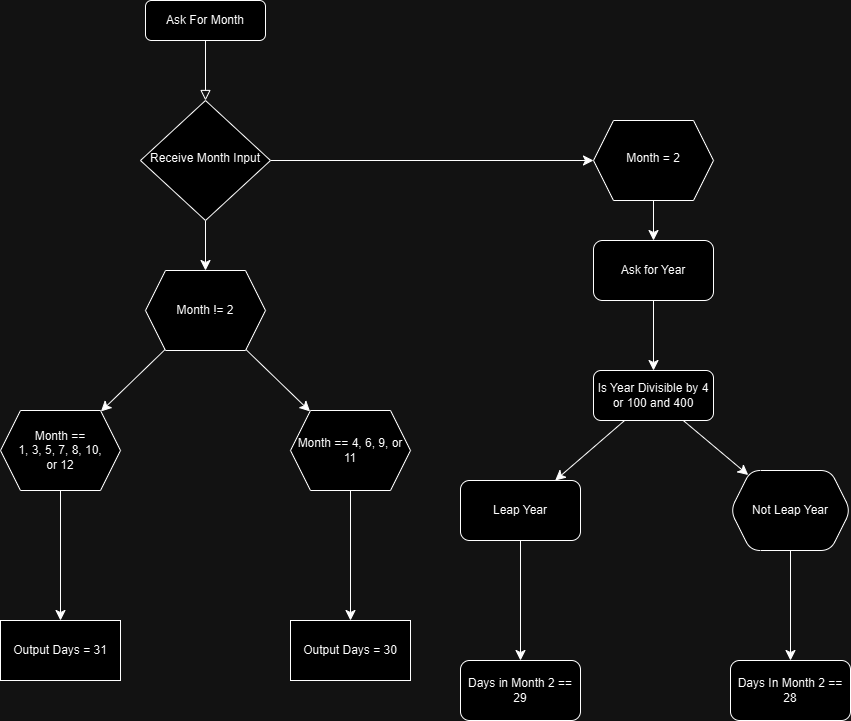 Ask For Month
Receive Month Input
Month = 2
Ask for Year
Month != 2
Is Year Divisible by 4
or 100 and 400
Month ==
1, 3, 5, 7, 8, 10,
or 12
Month == 4, 6, 9, or
11
Leap Year
Not Leap Year
Output Days = 31
Output Days = 30
Days in Month 2 ==
29
Days In Month 2 ==
28